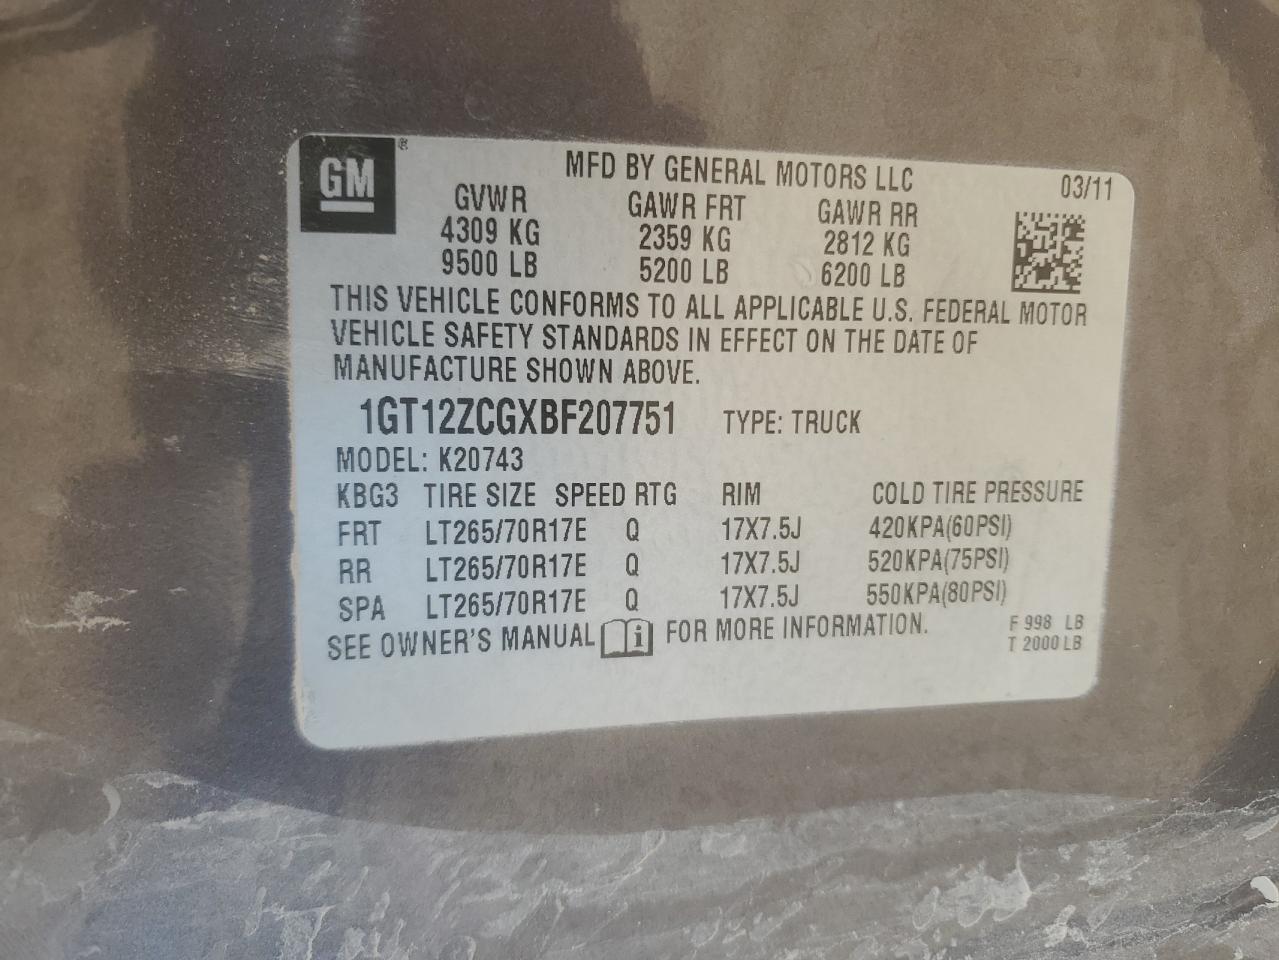 GM®
MFD BY GENERAL MOTORS LLC
03/11
GVWR GAWR FRT GAWR RR
4309 KG 2359 KG 2812 KG
9500 LB 5200 LB 6200 LB
THIS VEHICLE CONFORMS TO ALL APPLICABLE U.S. FEDERAL MOTOR
VEHICLE SAFETY STANDARDS IN EFFECT ON THE DATE OF
MANUFACTURE SHOWN ABOVE.
1GT12ZCGXBF207751 TYPE: TRUCK
MODEL: K20743
KBG3 TIRE SIZE SPEED RTG RIM COLD TIRE PRESSURE
FRT LT265/70R17E Q 17X7.5J 420KPA(60PSI)
RR LT265/70R17E Q 17X7.5J 520KPA(75PSI)
SPA LT265/70R17E Q 17X7.5J 550KPA(80PSI)
SEE OWNER'S MANUAL i FOR MORE INFORMATION.
F 998 LB
T 2000 LB